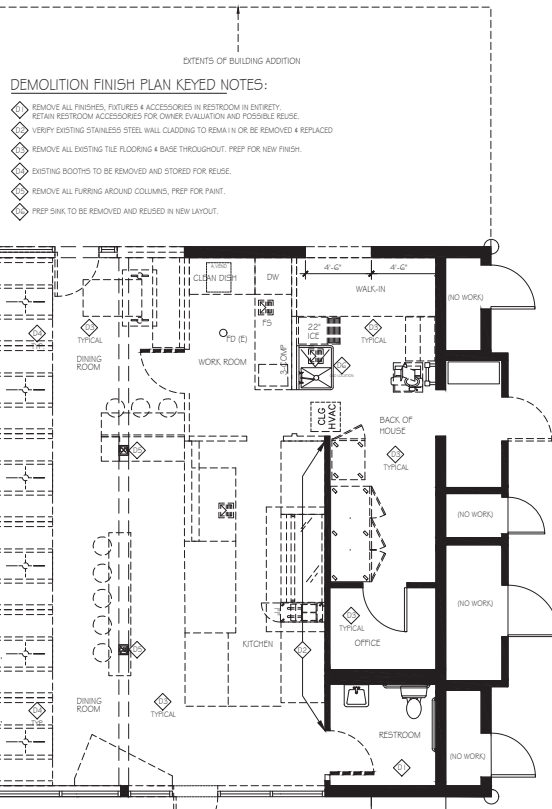 EXTENTS OF BUILDING ADDITION
DEMOLITION FINISH PLAN KEYED NOTES:
D1 REMOVE ALL FINISHES, FIXTURES & ACCESSORIES IN RESTROOM IN ENTIRETY.
RETAIN RESTROOM ACCESSORIES FOR OWNER EVALUATION AND POSSIBLE REUSE.
D2 VERIFY EXISTING STAINLESS STEEL WALL CLADDING TO REMAIN OR BE REMOVED & REPLACED
D3 REMOVE ALL EXISTING TILE FLOORING & BASE THROUGHOUT. PREP FOR NEW FINISH.
D4 EXISTING BOOTHS TO BE REMOVED AND STORED FOR REUSE.
D5 REMOVE ALL FURRING AROUND COLUMNS, PREP FOR PAINT.
D6 PREP SINK TO BE REMOVED AND REUSED IN NEW LAYOUT.
4'-6" 4'-6"
CLEAN DISH
DW
WALK-IN
(NO WORK)
FS
22"
ICE
D3
TYPICAL
D4
TYP.
D3
TYPICAL
FD (E)
DINING
ROOM
WORK ROOM
3-COMP
D6
CLG
HVAC
BACK OF
HOUSE
D5
D3
TYPICAL
(NO WORK)
(NO WORK)
D3
TYPICAL
OFFICE
KITCHEN
D2
D5
D4
TYP.
DINING
ROOM
D3
TYPICAL
RESTROOM
D1
(NO WORK)